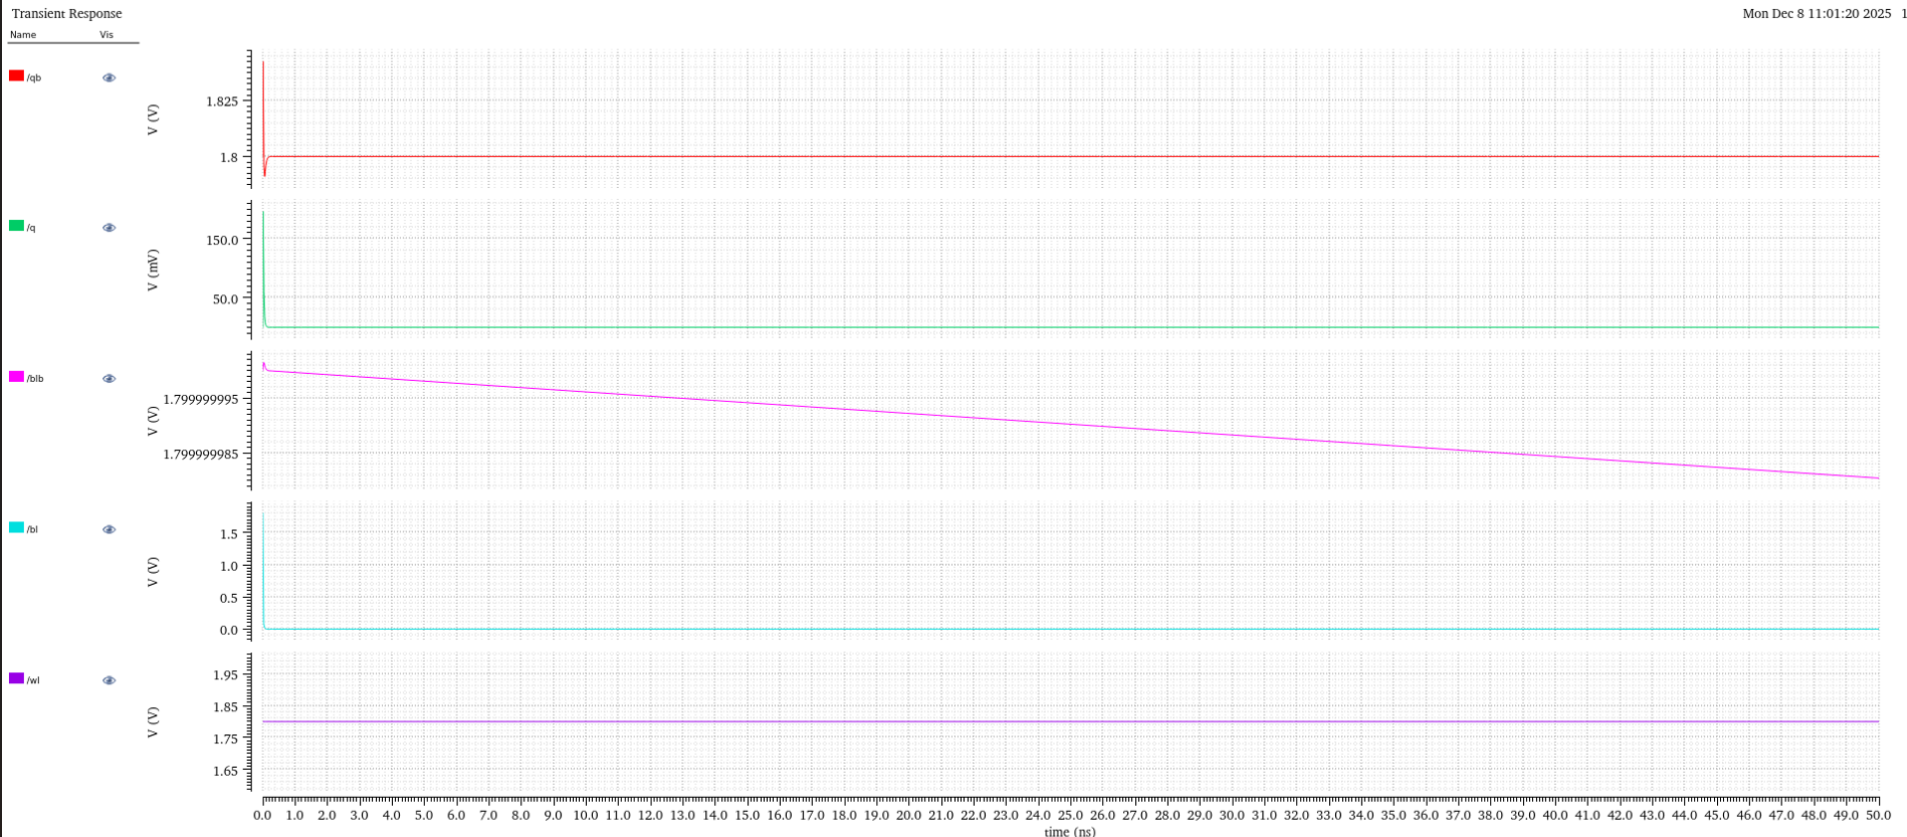 Transient Response
Mon Dec 8 11:01:20 2025 1
Name Vis
/qb
V (V)
1.825
1.8
/q
V (mV)
150.0
50.0
/blb
V (V)
1.799999995
1.799999985
/bl
V (V)
1.5
1.0
0.5
0.0
/wl
V (V)
1.95
1.85
1.75
1.65
0.0 1.0 2.0 3.0 4.0 5.0 6.0 7.0 8.0 9.0 10.0 11.0 12.0 13.0 14.0 15.0 16.0 17.0 18.0 19.0 20.0 21.0 22.0 23.0 24.0 25.0 26.0 27.0 28.0 29.0 30.0 31.0 32.0 33.0 34.0 35.0 36.0 37.0 38.0 39.0 40.0 41.0 42.0 43.0 44.0 45.0 46.0 47.0 48.0 49.0 50.0
time (ns)